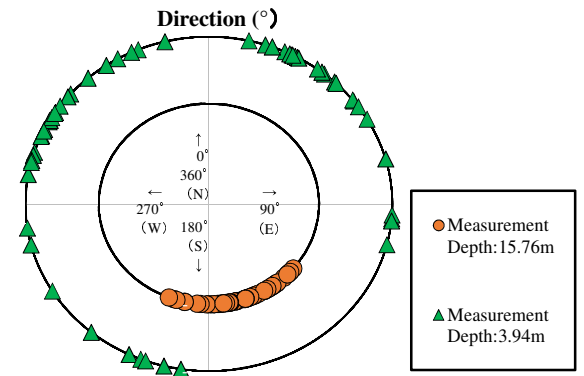 Direction (°)
↑
0°
360°
(N)
←
270°
(W)
→
90°
(E)
180°
(S)
↓
Measurement
Depth:15.76m
Measurement
Depth:3.94m